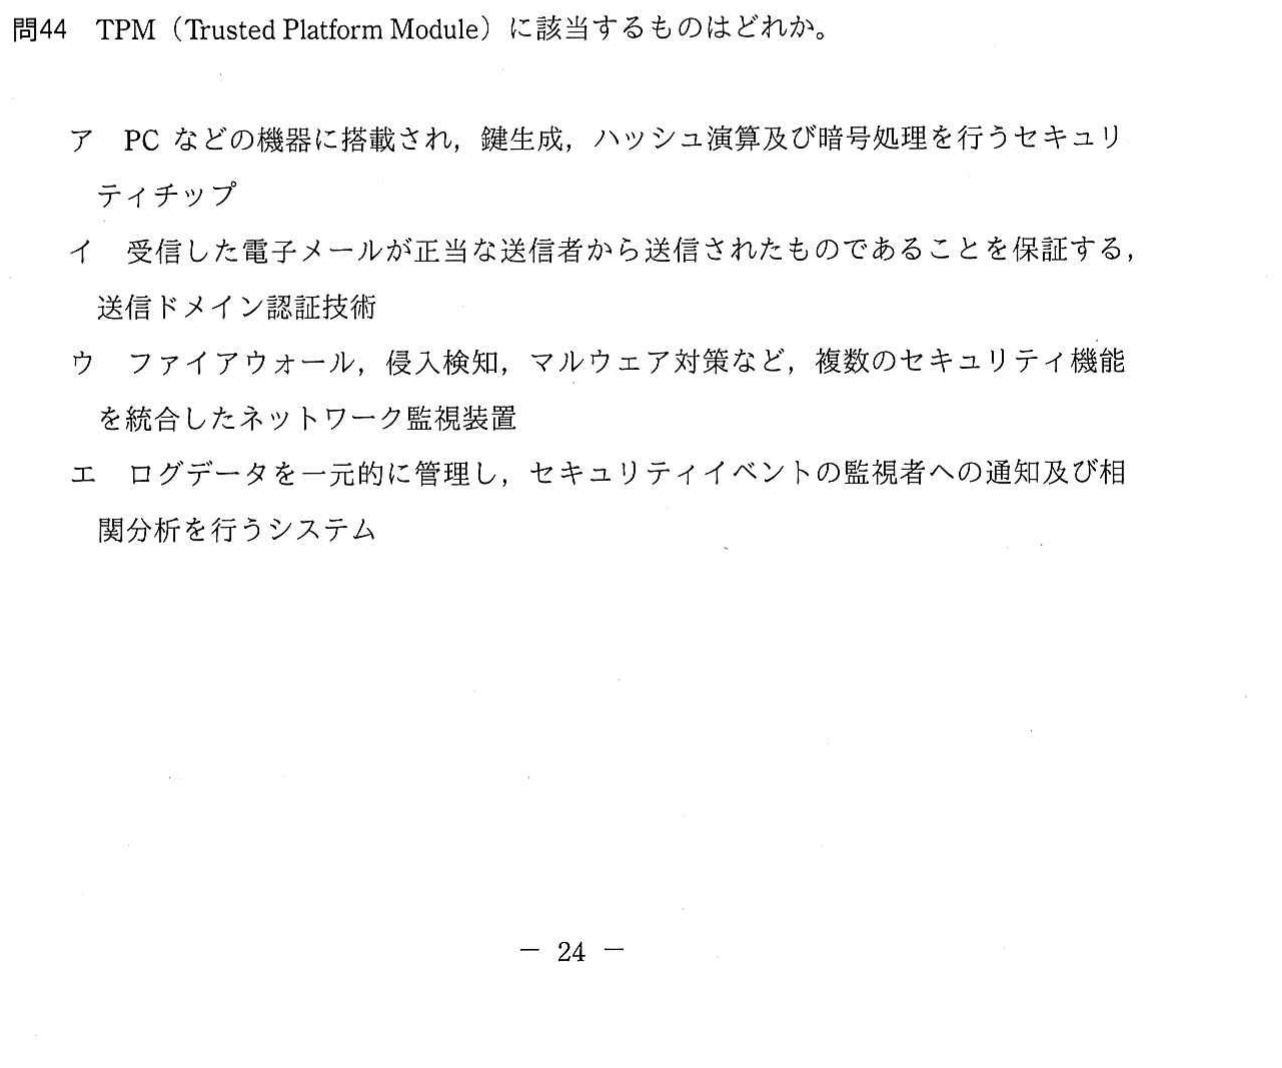 問44 TPM（Trusted Platform Module）に該当するものはどれか。
ア PC などの機器に搭載され，鍵生成，ハッシュ演算及び暗号処理を行うセキュリ
ティチップ
イ 受信した電子メールが正当な送信者から送信されたものであることを保証する，
送信ドメイン認証技術
ウ ファイアウォール，侵入検知，マルウェア対策など，複数のセキュリティ機能
を統合したネットワーク監視装置
エ ログデータを一元的に管理し，セキュリティイベントの監視者への通知及び相
関分析を行うシステム
－ 24 －